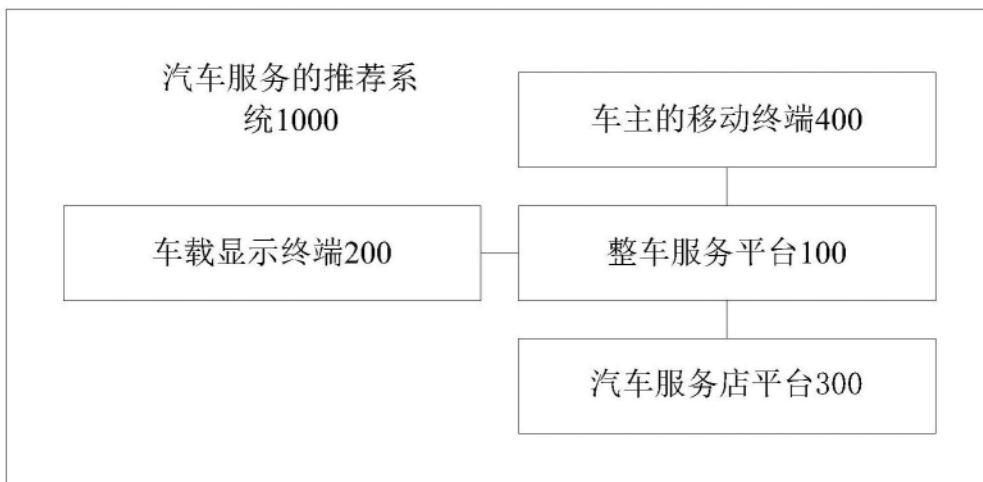 汽车服务的推荐系
统1000
车主的移动终端400
车载显示终端200
整车服务平台100
汽车服务店平台300